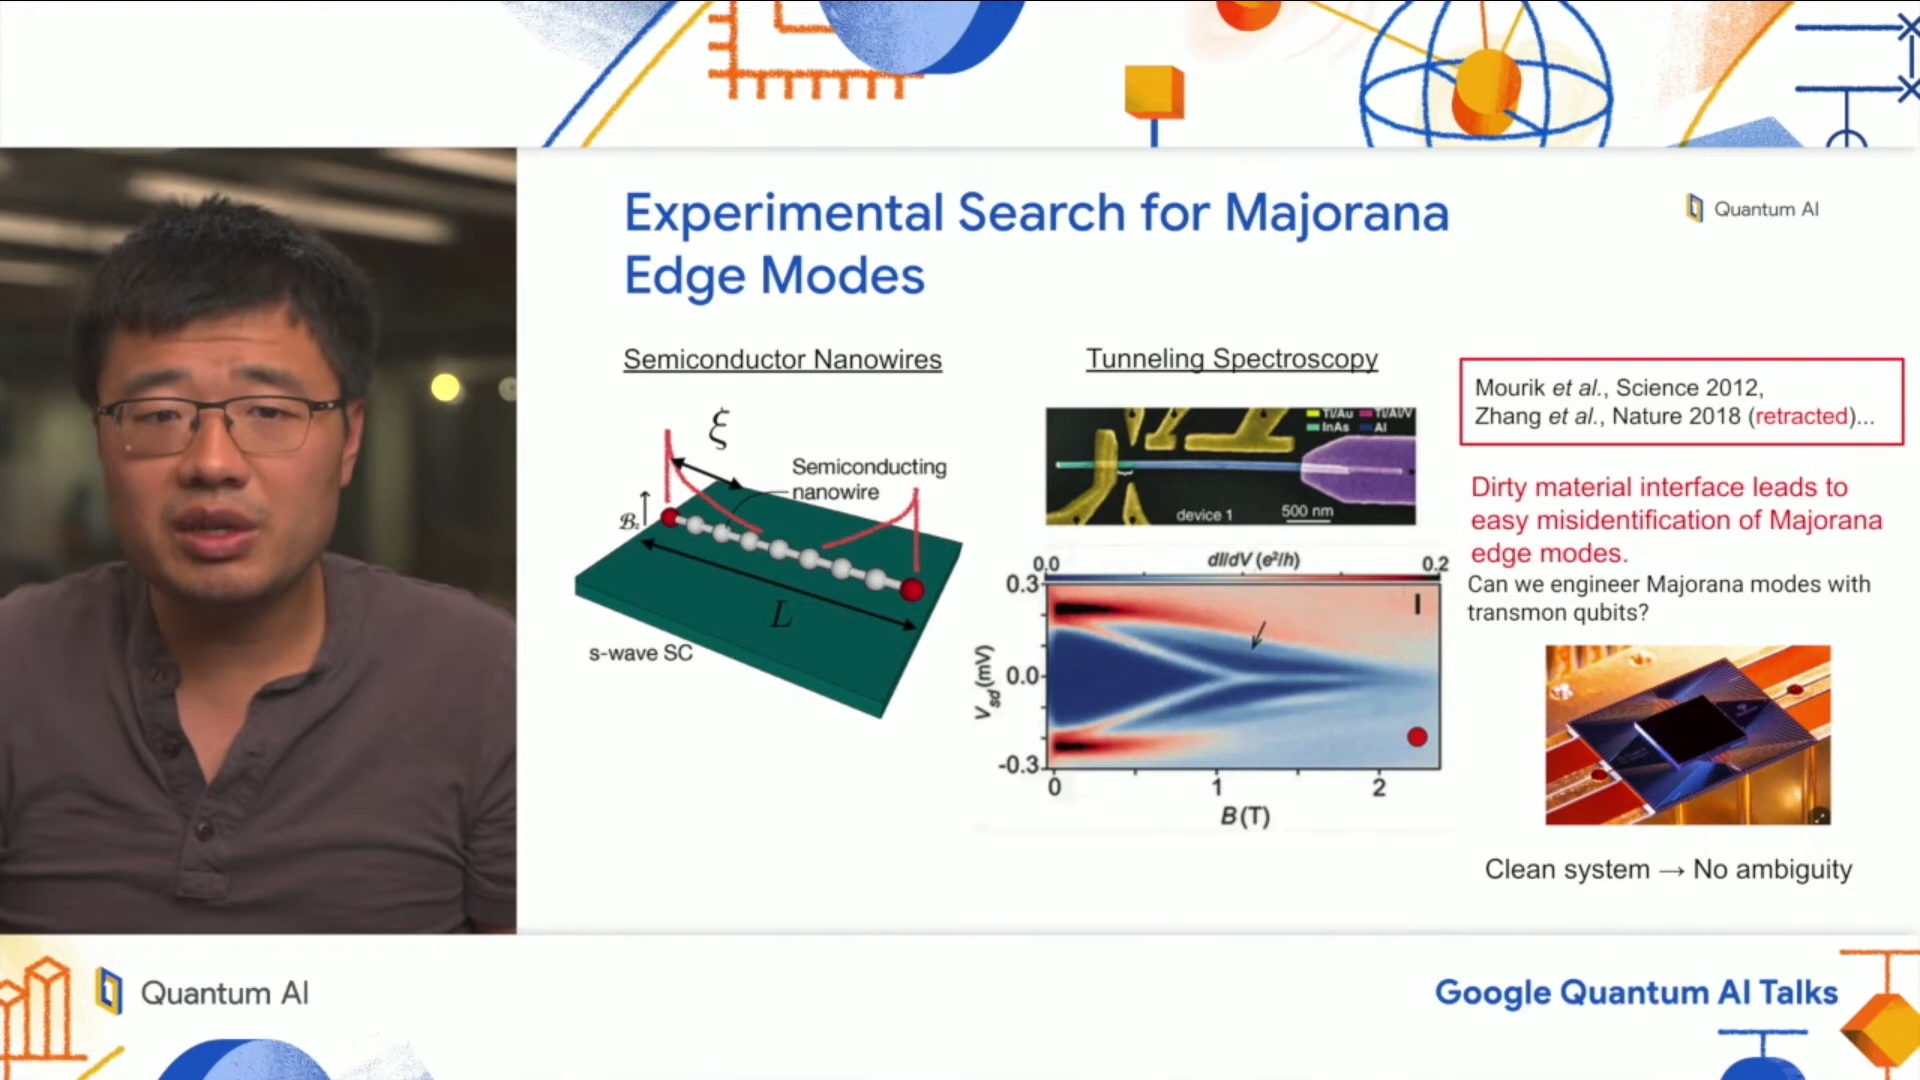 Experimental Search for Majorana
Edge Modes
Quantum AI
Semiconductor Nanowires
ξ
Semiconducting
nanowire
ℬz
L
s-wave SC
Tunneling Spectroscopy
Ti/Au Ti/Al/V
InAs Al
device 1
500 nm
0.0 dI/dV (e²/h) 0.2
0.3
I
Vsd (mV)
0.0
-0.3
0 1 2
B (T)
Mourik et al., Science 2012,
Zhang et al., Nature 2018 (retracted)...
Dirty material interface leads to
easy misidentification of Majorana
edge modes.
Can we engineer Majorana modes with
transmon qubits?
Clean system → No ambiguity
Quantum AI
Google Quantum AI Talks